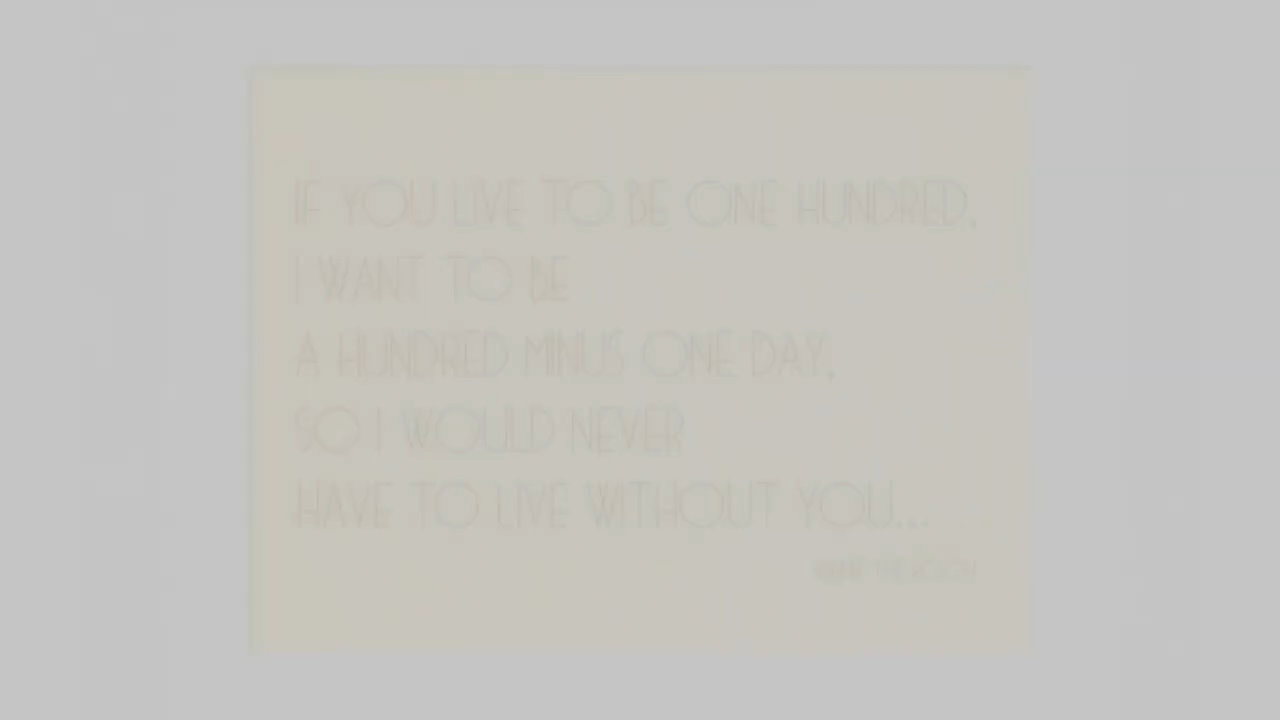 IF YOU LIVE TO BE ONE HUNDRED,
I WANT TO BE
A HUNDRED MINUS ONE DAY,
SO I WOULD NEVER
HAVE TO LIVE WITHOUT YOU...